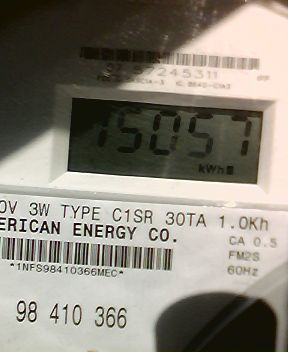 15057
kWh
0V 3W TYPE C1SR 30TA 1.0Kh
ERICAN ENERGY CO.
CA 0.5
FM2S
60Hz
*1NFS98410366MEC*
98 410 366